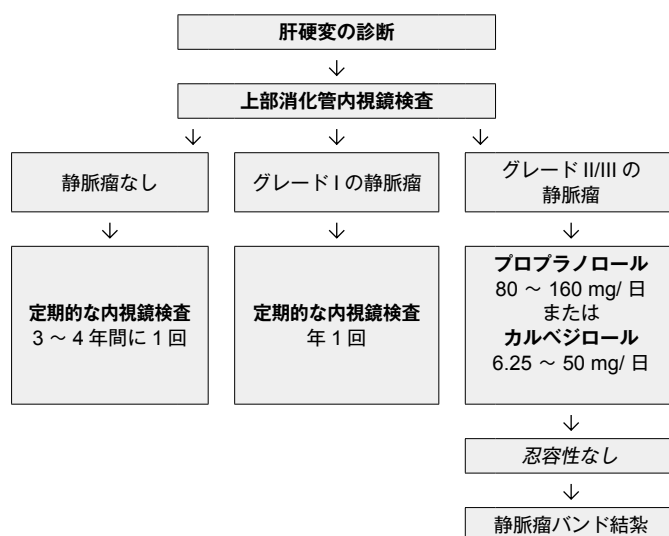 肝硬変の診断
上部消化管内視鏡検査
静脈瘤なし
グレード I の静脈瘤
グレード II/III の
静脈瘤
定期的な内視鏡検査
3 ～ 4 年間に 1 回
定期的な内視鏡検査
年 1 回
プロプラノロール
80 ～ 160 mg/ 日
または
カルベジロール
6.25 ～ 50 mg/ 日
忍容性なし
静脈瘤バンド結紮